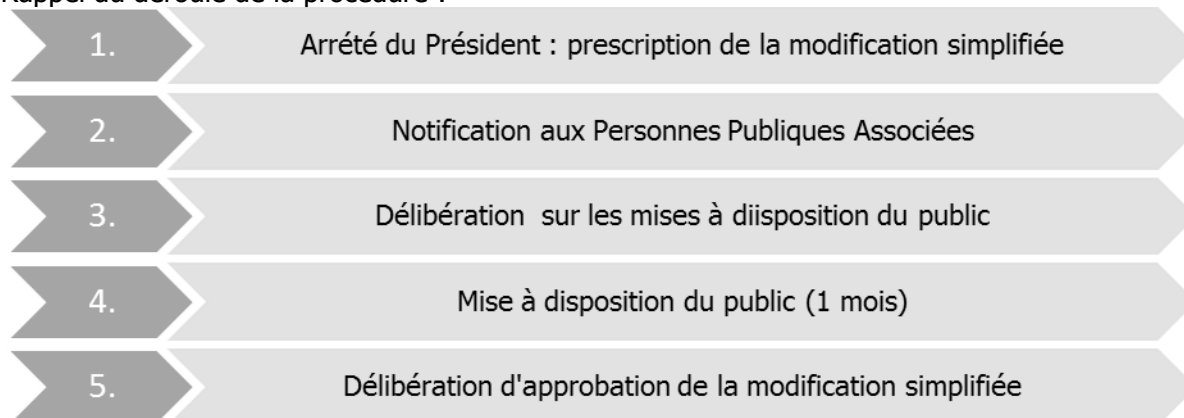 Rappel du déroulé de la procédure :
1. Arrété du Président : prescription de la modification simplifiée
2. Notification aux Personnes Publiques Associées
3. Délibération sur les mises à diisposition du public
4. Mise à disposition du public (1 mois)
5. Délibération d'approbation de la modification simplifiée